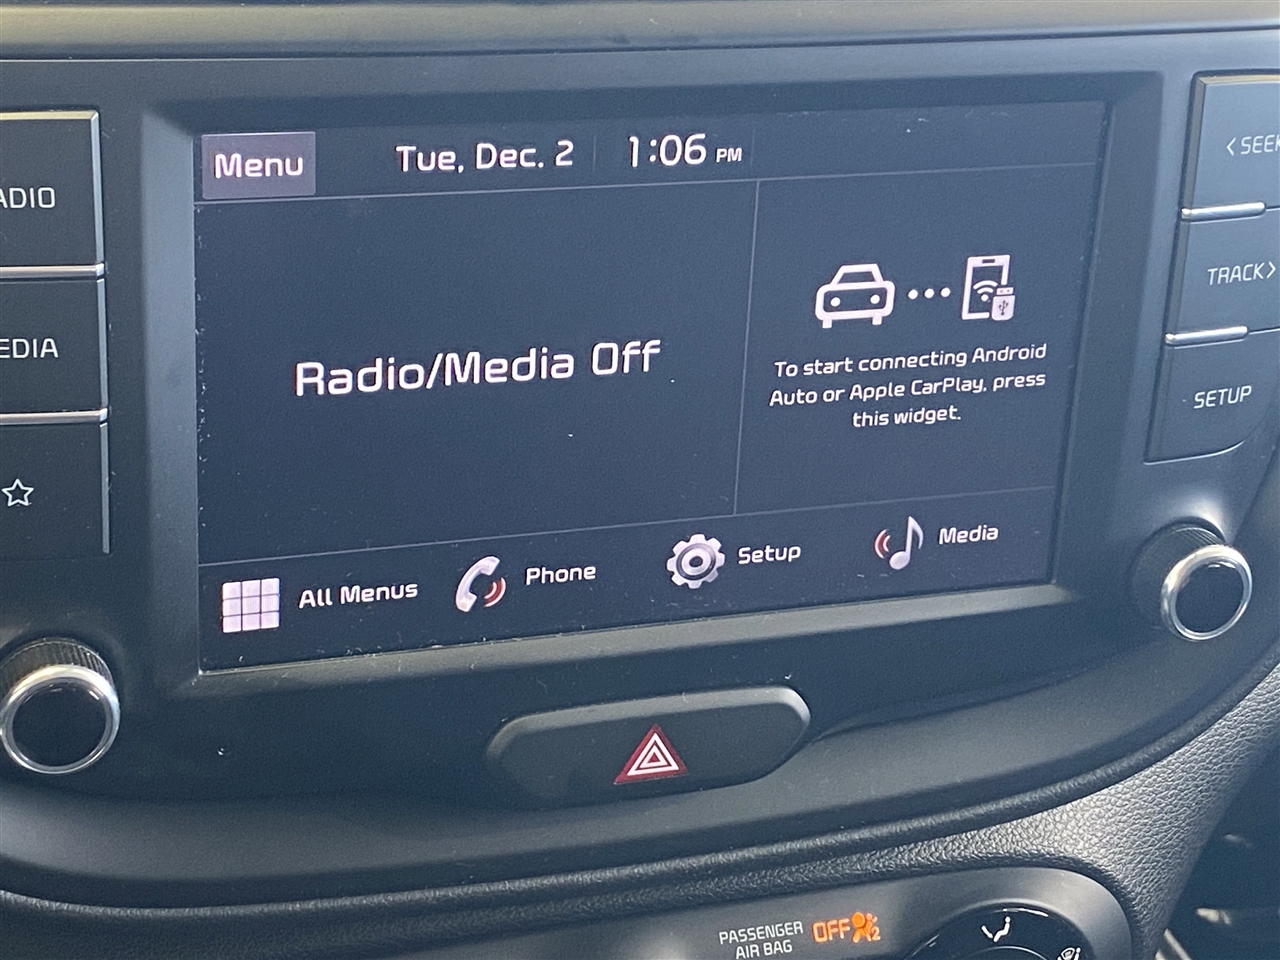 Menu
Tue, Dec. 2
1:06 PM
ADIO
EDIA
Radio/Media Off
To start connecting Android
Auto or Apple CarPlay, press
this widget.
All Menus
Phone
Setup
Media
< SEEK
TRACK >
SETUP
PASSENGER
AIR BAG
OFF
2